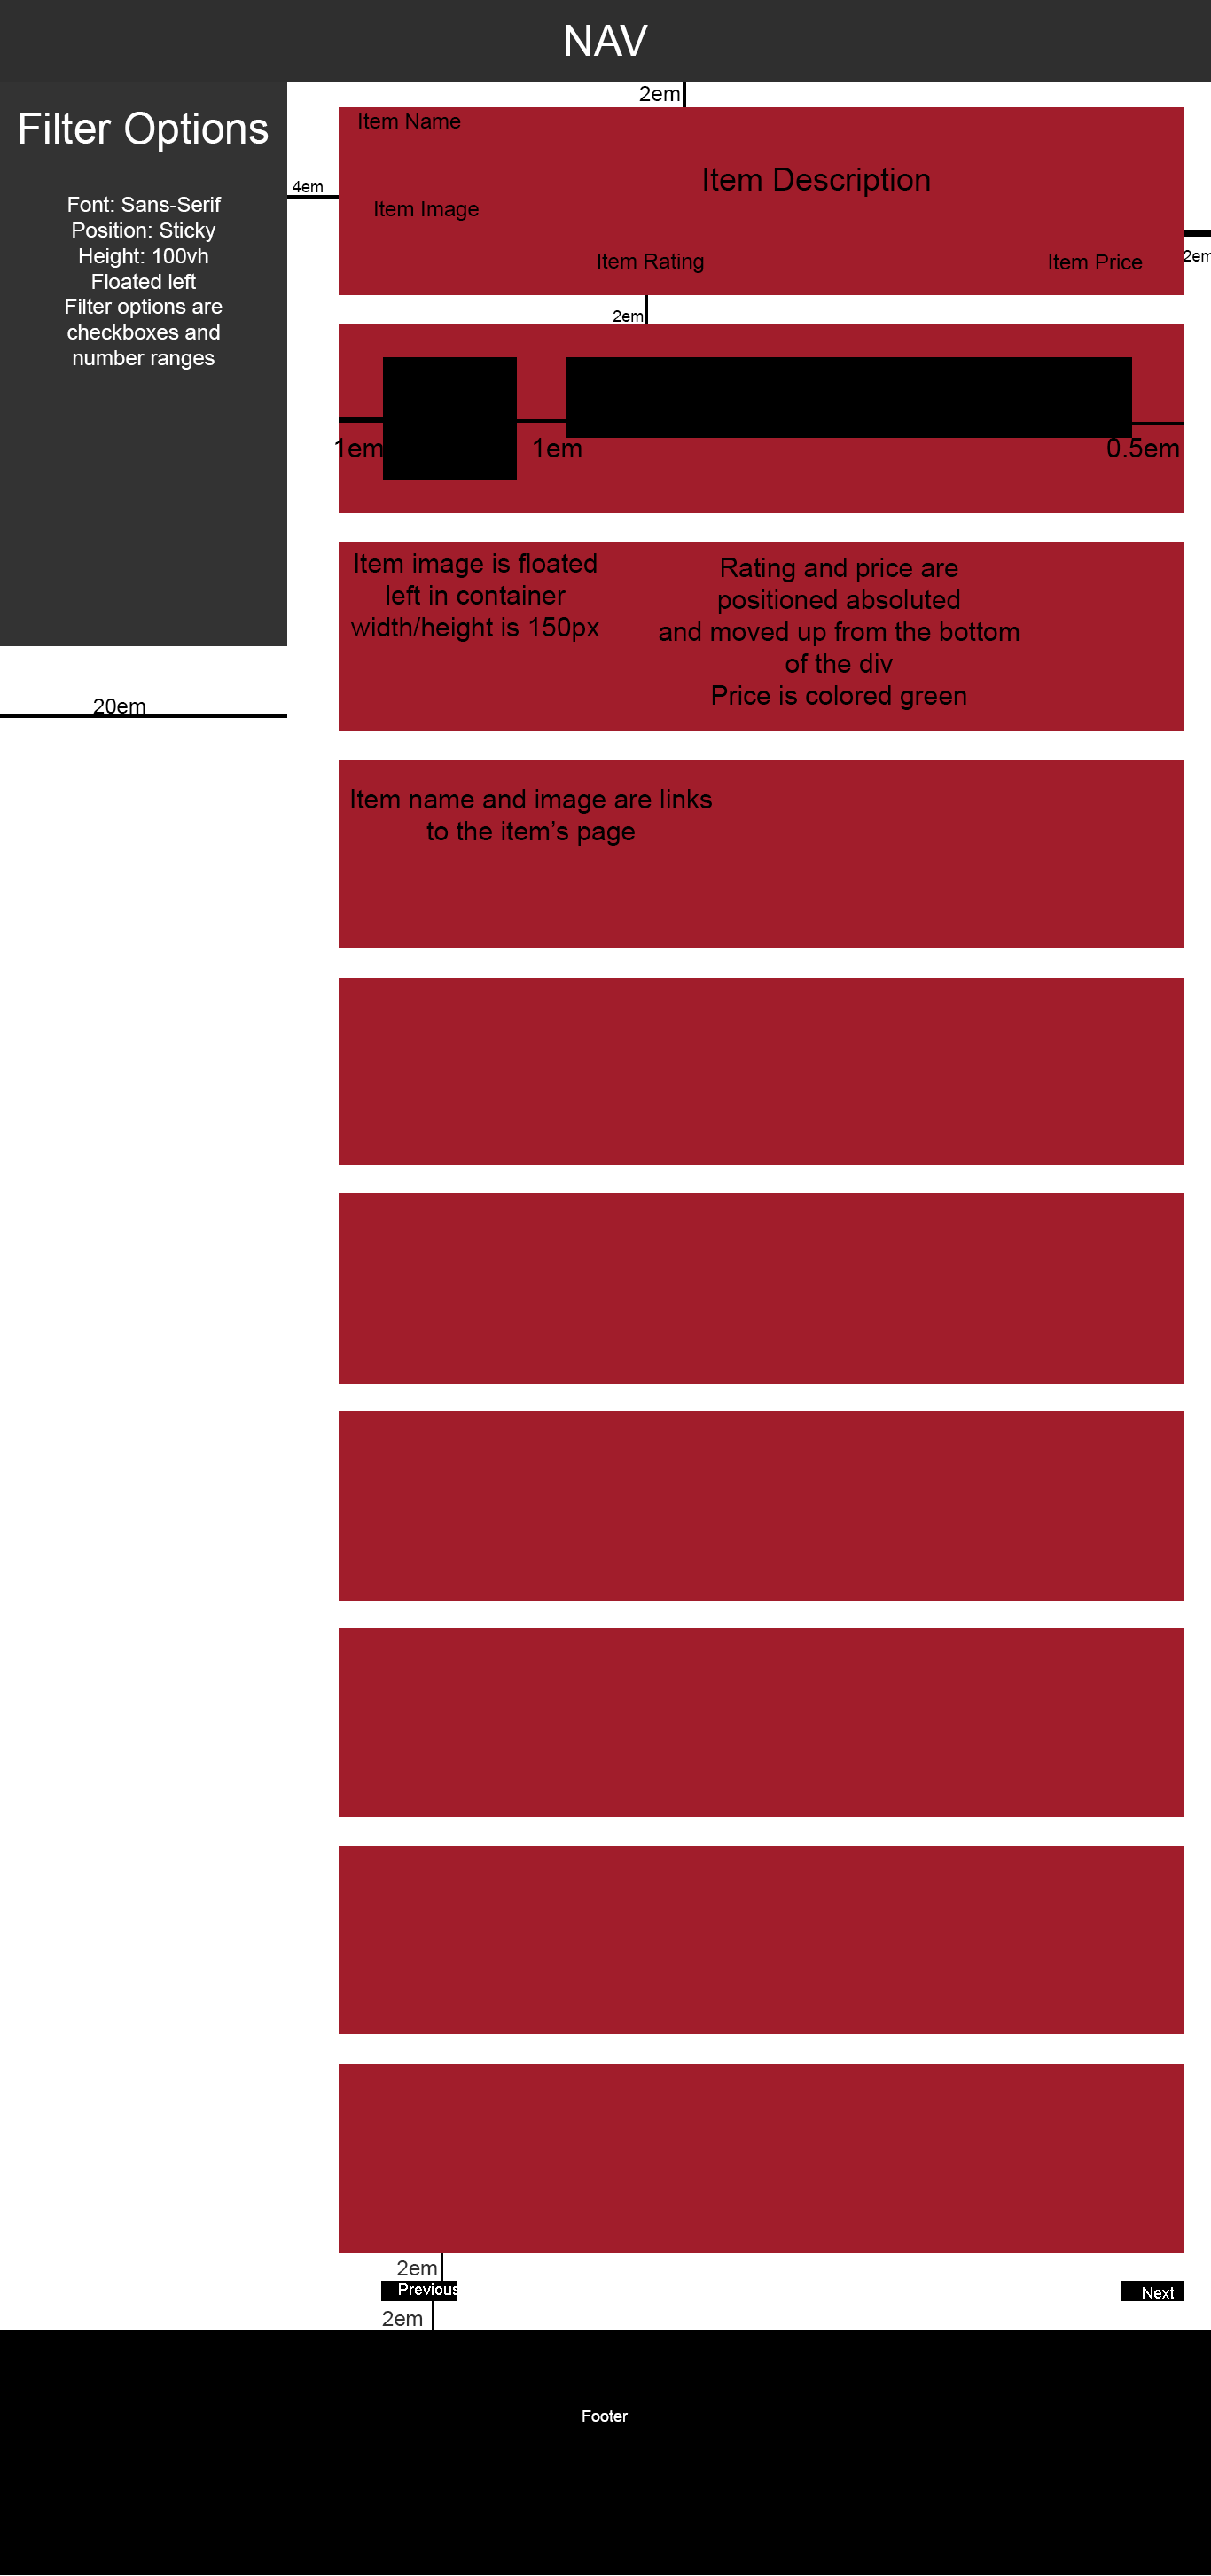 NAV
Filter Options
Font: Sans-Serif
Position: Sticky
Height: 100vh
Floated left
Filter options are
checkboxes and
number ranges
20em
2em
4em
Item Name
Item Description
Item Image
Item Rating
Item Price
2em
2em
1em
1em
0.5em
Item image is floated
left in container
width/height is 150px
Rating and price are
positioned absoluted
and moved up from the bottom
of the div
Price is colored green
Item name and image are links
to the item’s page
2em
Previous
Next
2em
Footer